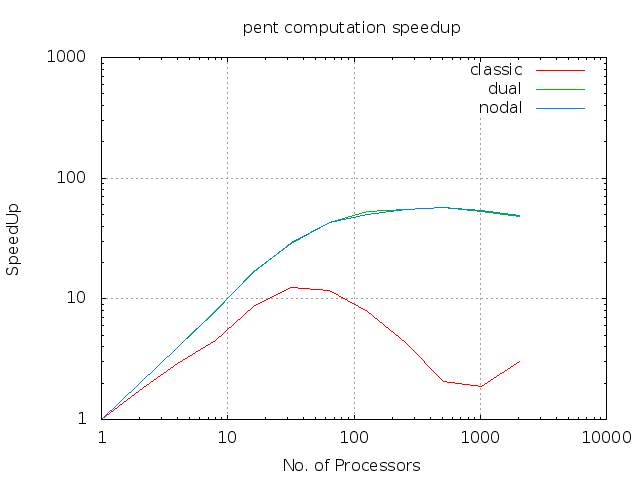 pent computation speedup
1000
classic
dual
nodal
100
SpeedUp
10
1
1 10 100 1000 10000
No. of Processors